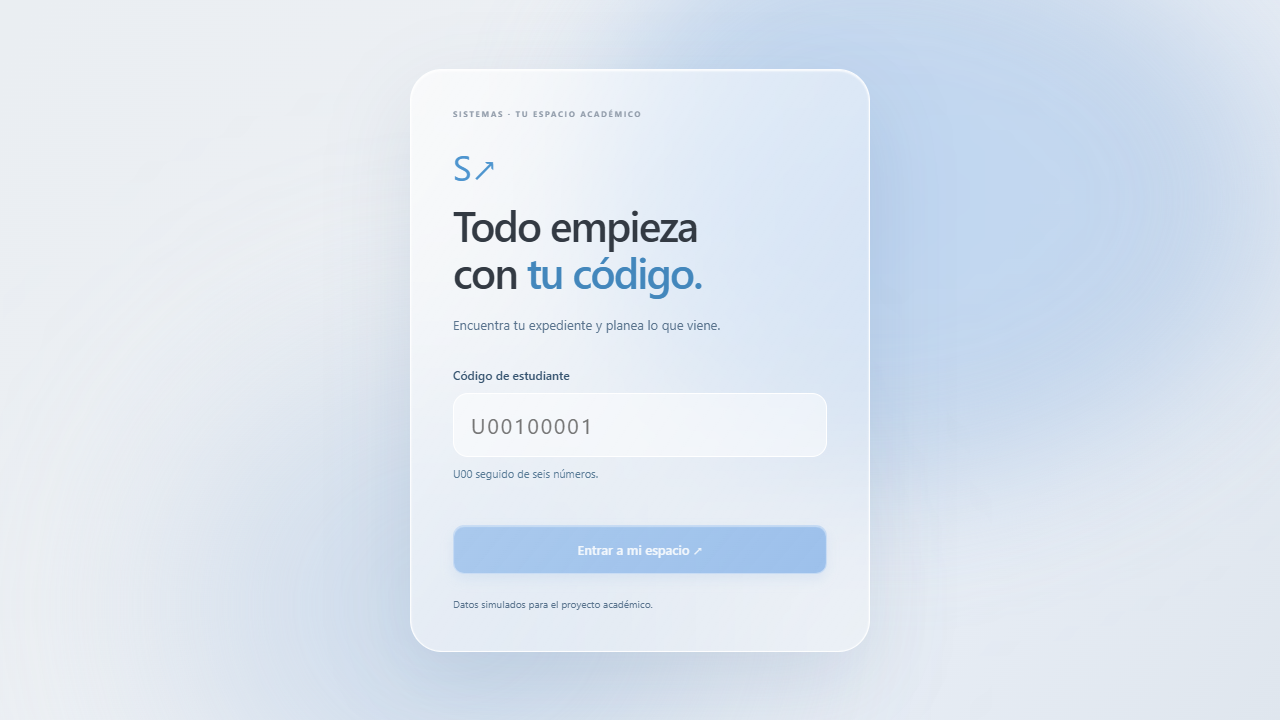 SISTEMAS · TU ESPACIO ACADÉMICO
S↗
Todo empieza
con tu código.
Encuentra tu expediente y planea lo que viene.
Código de estudiante
U00100001
U00 seguido de seis números.
Entrar a mi espacio ↗
Datos simulados para el proyecto académico.